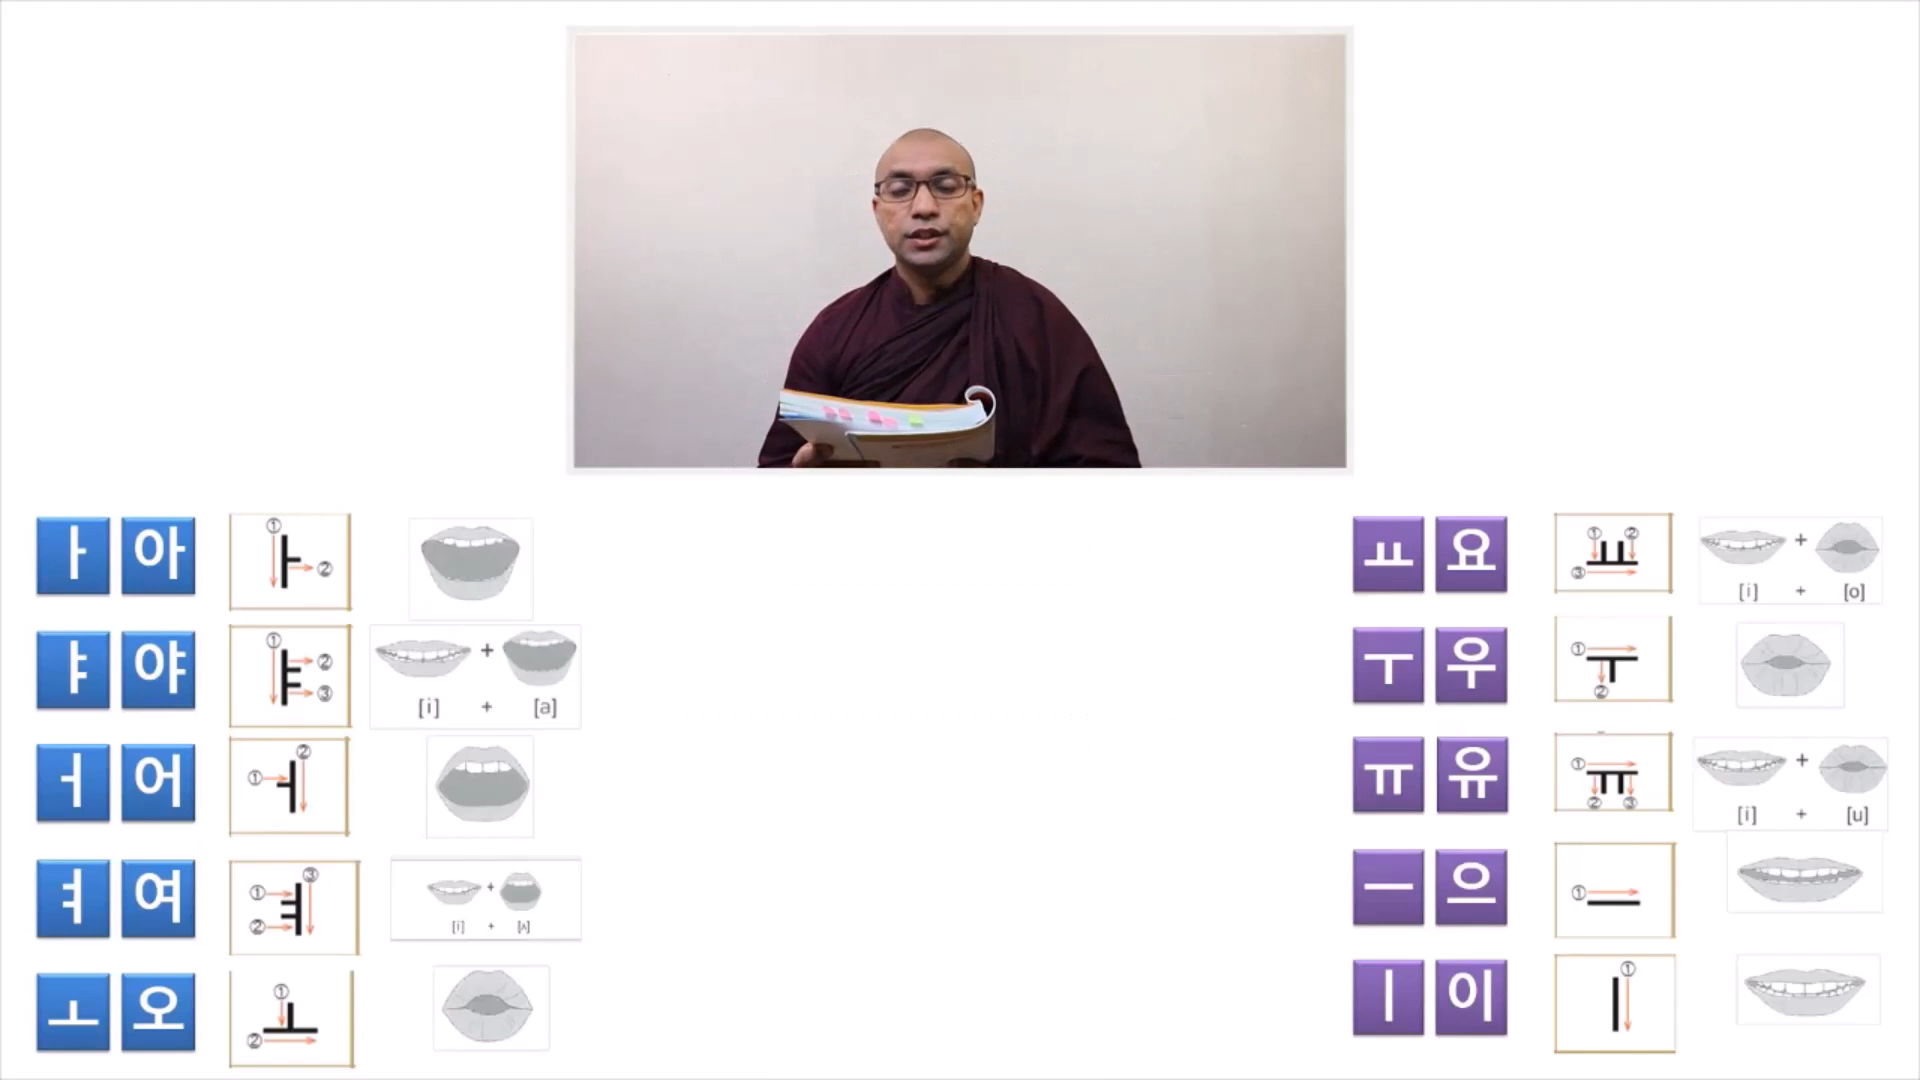 ㅏ 아 ① ②
ㅑ 야 ① ② ③ +
[i] + [a]
ㅓ 어 ① ②
ㅕ 여 ① ② ③ +
[i] + [ʌ]
ㅗ 오 ① ②
ㅛ 요 ① ② ③ +
[i] + [o]
ㅜ 우 ① ②
ㅠ 유 ① ② ③ +
[i] + [u]
ㅡ 으 ①
ㅣ 이 ①